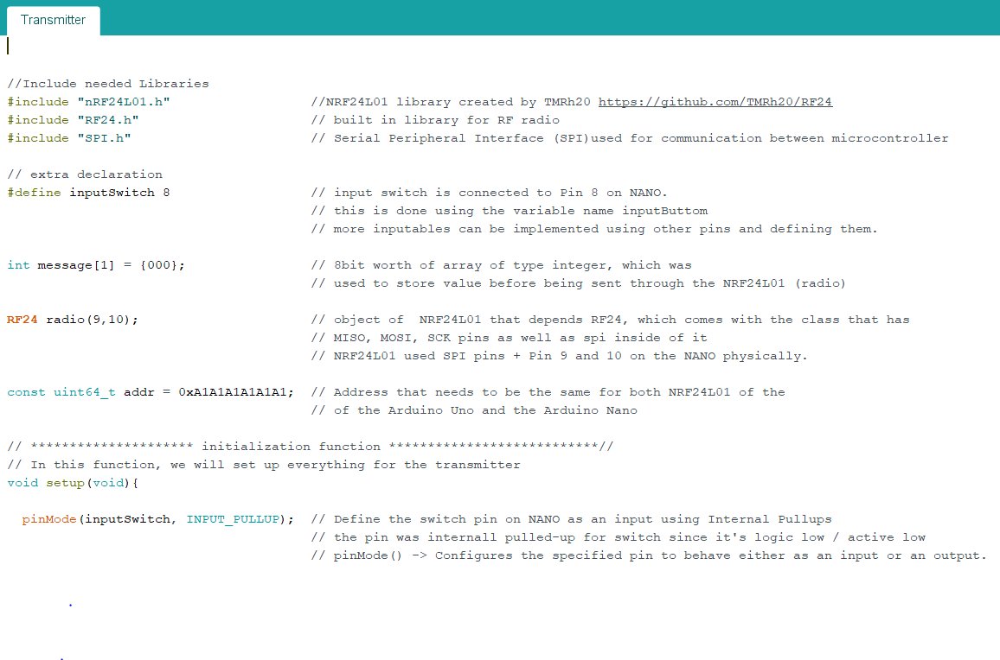 Transmitter
//Include needed Libraries
#include "nRF24L01.h" //NRF24L01 library created by TMRh20 https://github.com/TMRh20/RF24
#include "RF24.h" // built in library for RF radio
#include "SPI.h" // Serial Peripheral Interface (SPI)used for communication between microcontroller
// extra declaration
#define inputSwitch 8 // input switch is connected to Pin 8 on NANO.
// this is done using the variable name inputButtom
// more inputables can be implemented using other pins and defining them.
int message[1] = {000}; // 8bit worth of array of type integer, which was
// used to store value before being sent through the NRF24L01 (radio)
RF24 radio(9,10); // object of  NRF24L01 that depends RF24, which comes with the class that has
// MISO, MOSI, SCK pins as well as spi inside of it
// NRF24L01 used SPI pins + Pin 9 and 10 on the NANO physically.
const uint64_t addr = 0xA1A1A1A1A1A1; // Address that needs to be the same for both NRF24L01 of the
// of the Arduino Uno and the Arduino Nano
// ********************* initialization function ***************************//
// In this function, we will set up everything for the transmitter
void setup(void){
pinMode(inputSwitch, INPUT_PULLUP); // Define the switch pin on NANO as an input using Internal Pullups
// the pin was internall pulled-up for switch since it's logic low / active low
// pinMode() -> Configures the specified pin to behave either as an input or an output.